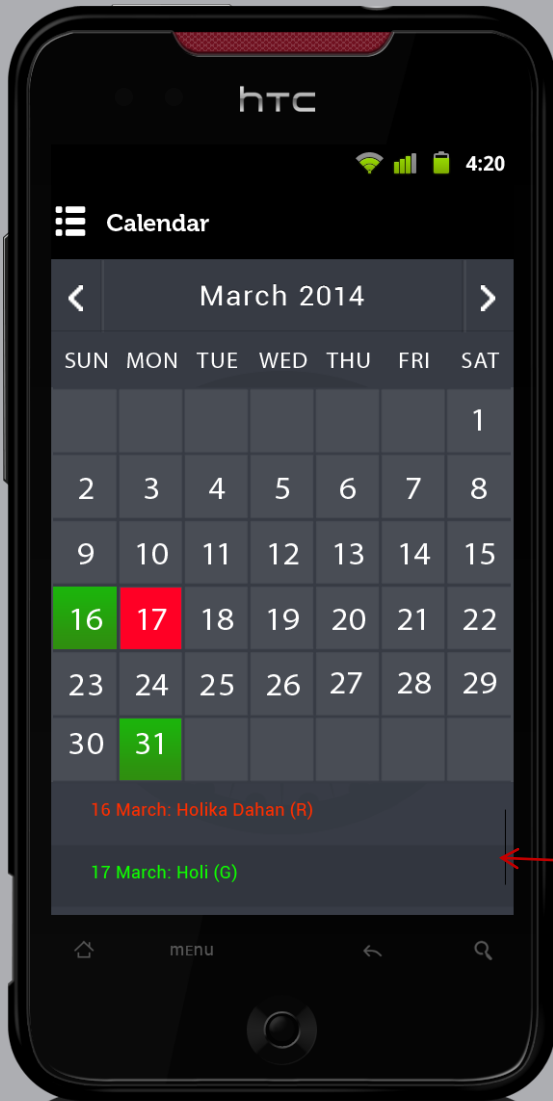 htc
4:20
Calendar
March 2014
SUN MON TUE WED THU FRI SAT
1
2 3 4 5 6 7 8
9 10 11 12 13 14 15
16 17 18 19 20 21 22
23 24 25 26 27 28 29
30 31
16 March: Holika Dahan (R)
17 March: Holi (G)
mENU